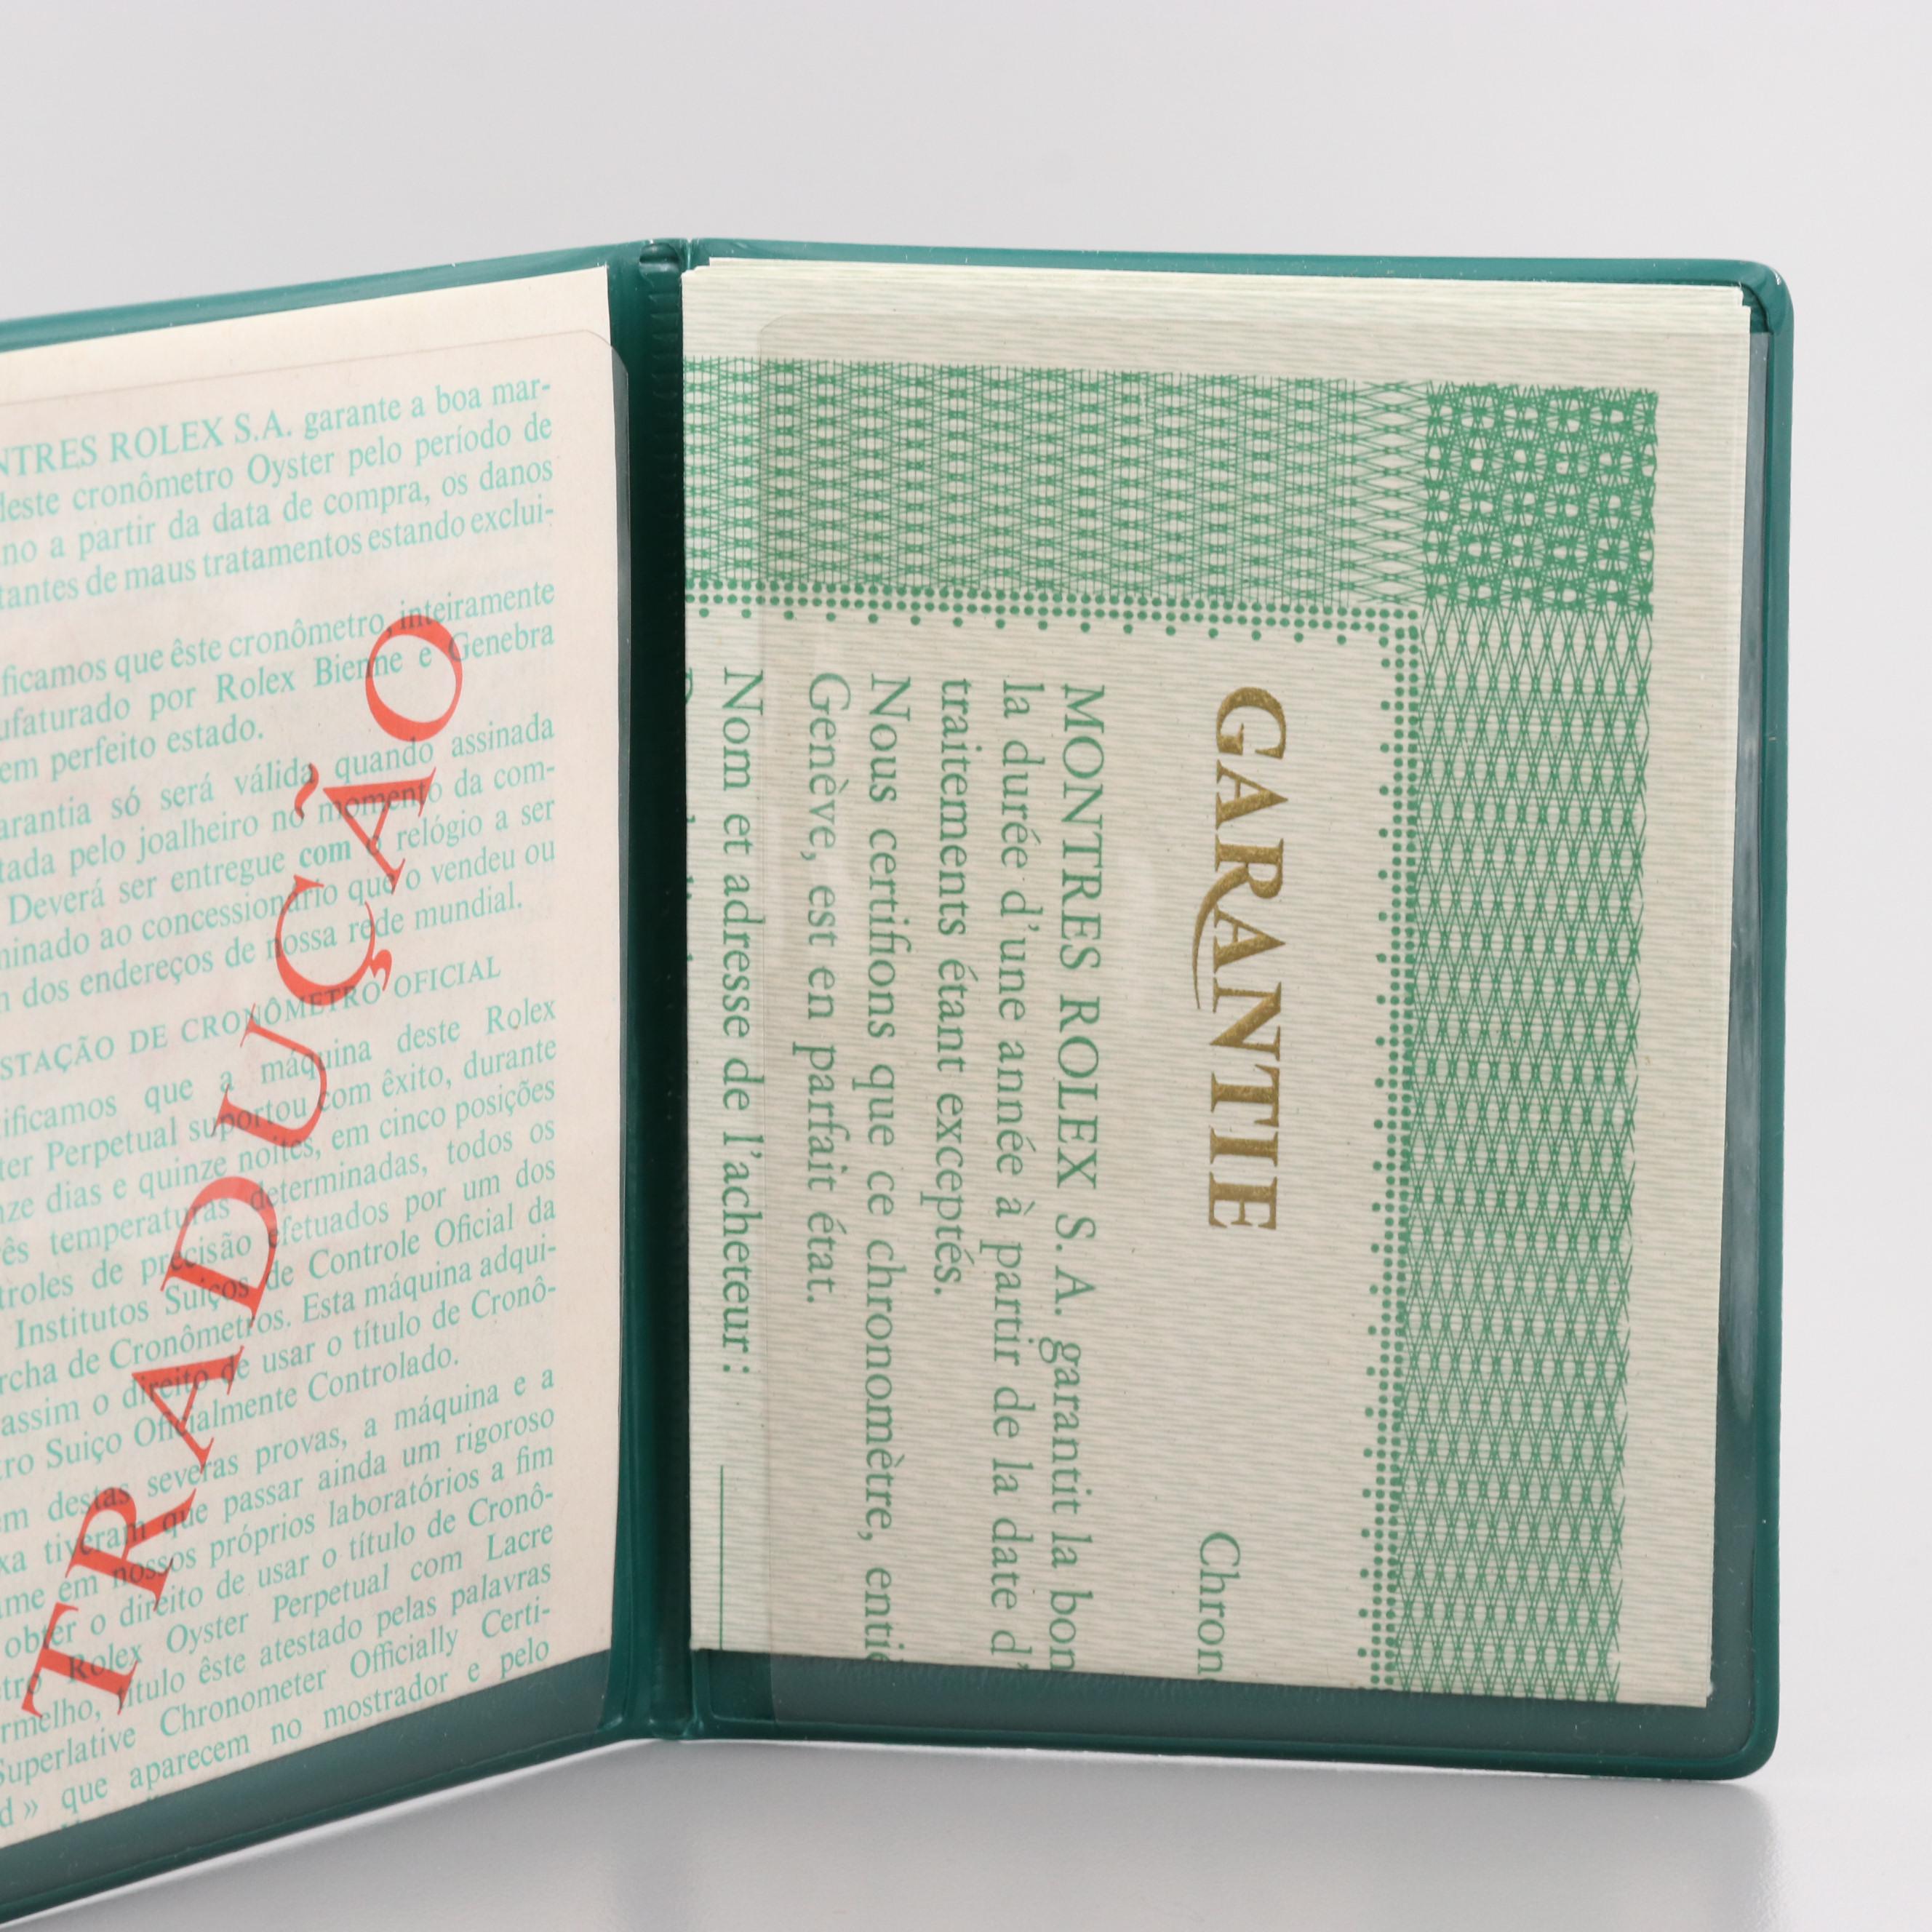 NTRES ROLEX S.A. garante a boa mar-
deste cronômetro Oyster pelo período de
no a partir da data de compra, os danos
tantes de maus tratamentos estando exclui-
ficamos que êste cronômetro, inteiramente
ufaturado por Rolex Bienne e Genebra
em perfeito estado.
arantia só será válida quando assinada
tada pelo joalheiro no momento da com-
Deverá ser entregue com o relógio a ser
minado ao concessionário que o vendeu ou
dos endereços de nossa rede mundial.
STAÇÃO DE CRONÔMETRO OFICIAL
ificamos que a máquina deste Rolex
ter Perpetual suportou com êxito, durante
nze dias e quinze noites, em cinco posições
ês temperaturas determinadas, todos os
troles de precisão efetuados por um dos
Institutos Suiços de Controle Oficial da
rcha de Cronômetros. Esta máquina adqui-
assim o direito de usar o título de Cronô-
ro Suiço Oficialmente Controlado.
m destas severas provas, a máquina e a
xa tiveram que passar ainda um rigoroso
me em nossos próprios laboratórios a fim
obter o direito de usar o título de Cronô-
tro Rolex Oyster Perpetual com Lacre
rmelho, título êste atestado pelas palavras
Superlative Chronometer Officially Certi-
d » que aparecem no mostrador e pelo
TRADUÇÃO
GARANTIE
Chron
MONTRES ROLEX S.A. garantit la bon
la durée d'une année à partir de la date d'
traitements étant exceptés.
Nous certifions que ce chronomètre, enti
Genève, est en parfait état.
Nom et adresse de l'acheteur :